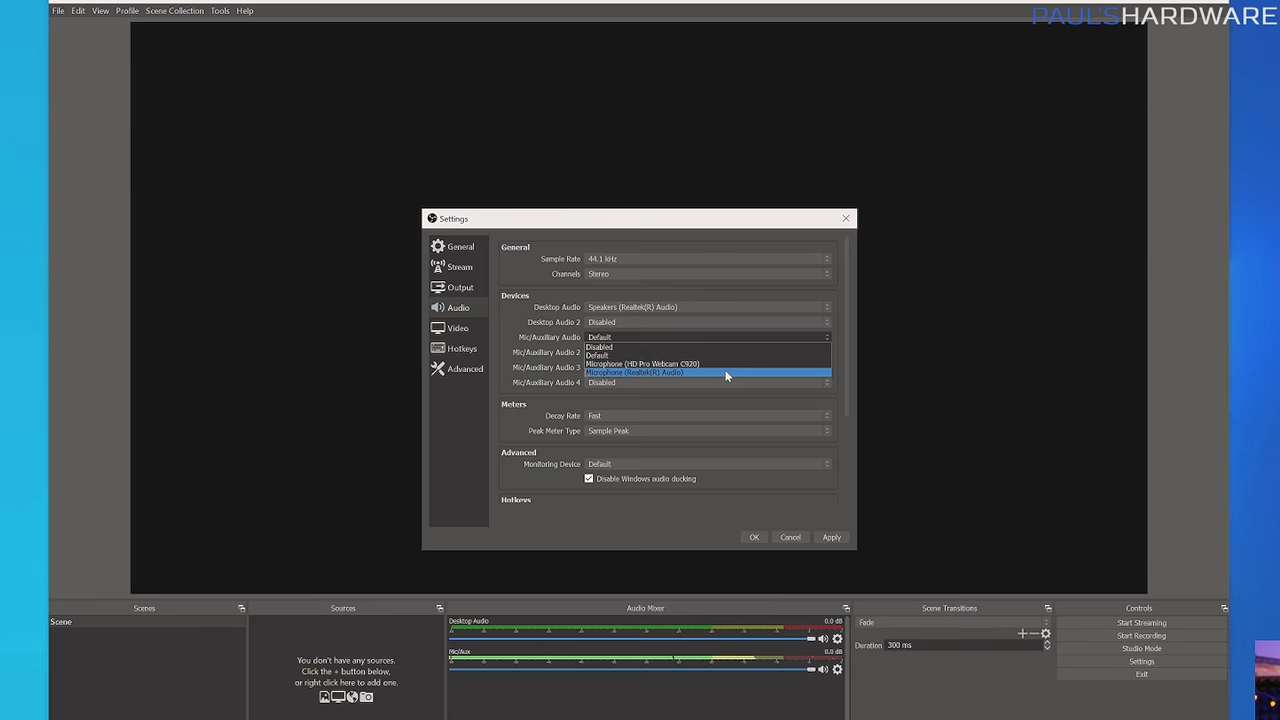 File Edit View Profile Scene Collection Tools Help
PAUL'SHARDWARE
Settings
General
Stream
Output
Audio
Video
Hotkeys
Advanced
General
Sample Rate 44.1 kHz
Channels Stereo
Devices
Desktop Audio Speakers (Realtek(R) Audio)
Desktop Audio 2 Disabled
Mic/Auxiliary Audio Default
Disabled
Default
Microphone (HD Pro Webcam C920)
Microphone (Realtek(R) Audio)
Mic/Auxiliary Audio 2
Mic/Auxiliary Audio 3
Mic/Auxiliary Audio 4 Disabled
Meters
Decay Rate Fast
Peak Meter Type Sample Peak
Advanced
Monitoring Device Default
Disable Windows audio ducking
Hotkeys
OK Cancel Apply
Scenes
Scene
Sources
You don't have any sources.
Click the + button below,
or right click here to add one.
Audio Mixer
Desktop Audio 0.0 dB
Mic/Aux 0.0 dB
Scene Transitions
Fade
Duration 300 ms
Controls
Start Streaming
Start Recording
Studio Mode
Settings
Exit